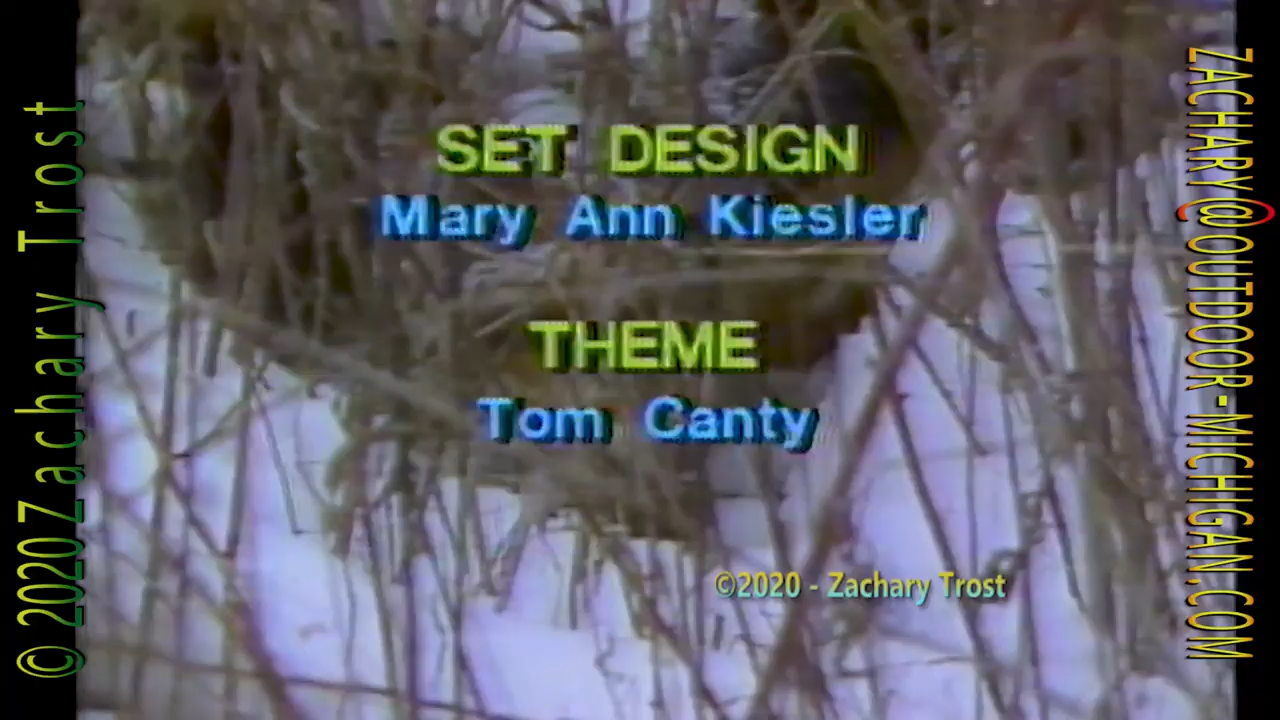 © 2020 Zachary Trost
SET DESIGN
Mary Ann Kiesler
THEME
Tom Canty
©2020 - Zachary Trost
ZACHARY@OUTDOOR-MICHIGAN.COM